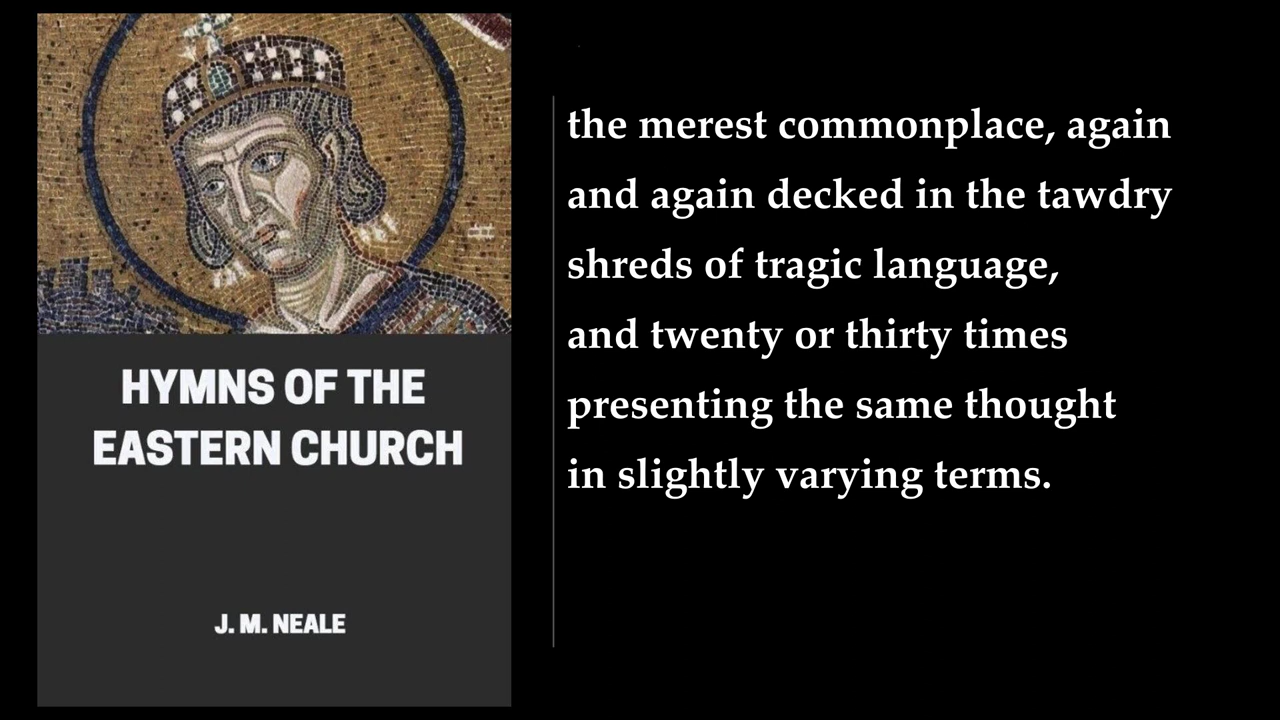 HYMNS OF THE
EASTERN CHURCH
J. M. NEALE
the merest commonplace, again
and again decked in the tawdry
shreds of tragic language,
and twenty or thirty times
presenting the same thought
in slightly varying terms.